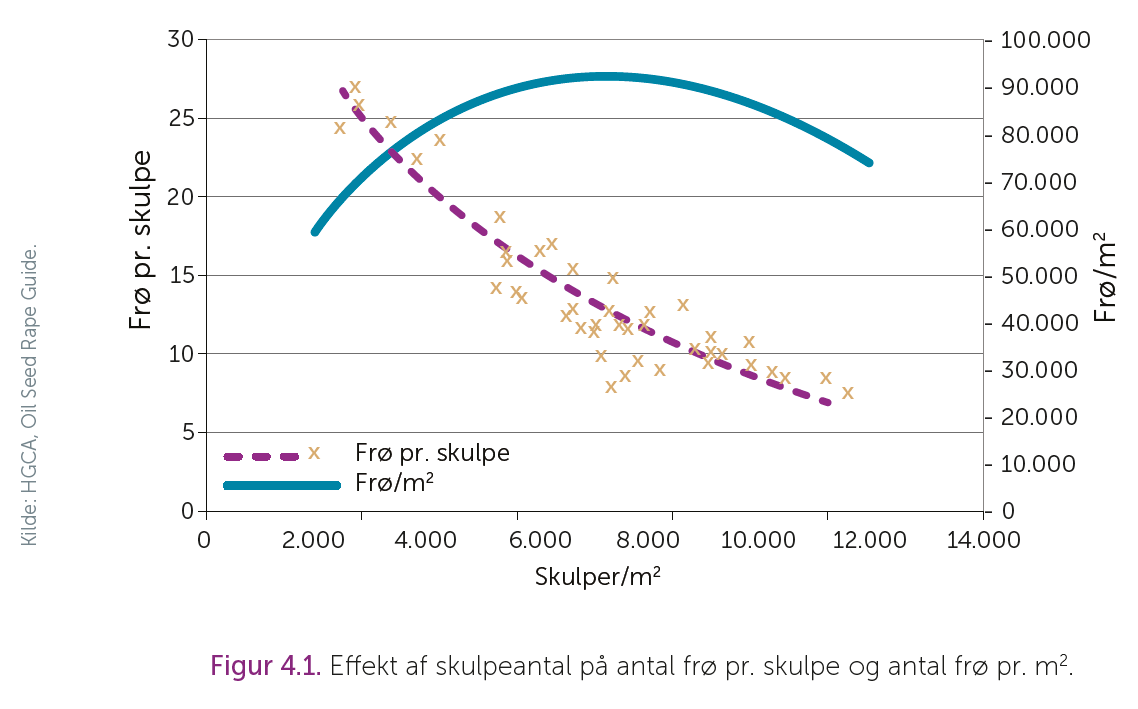 30
25
20
15
10
5
0
Frø pr. skulpe
100.000
90.000
80.000
70.000
60.000
50.000
40.000
30.000
20.000
10.000
0
Frø/m²
x Frø pr. skulpe
Frø/m²
0 2.000 4.000 6.000 8.000 10.000 12.000 14.000
Skulper/m²
Kilde: HGCA, Oil Seed Rape Guide.
Figur 4.1. Effekt af skulpeantal på antal frø pr. skulpe og antal frø pr. m².